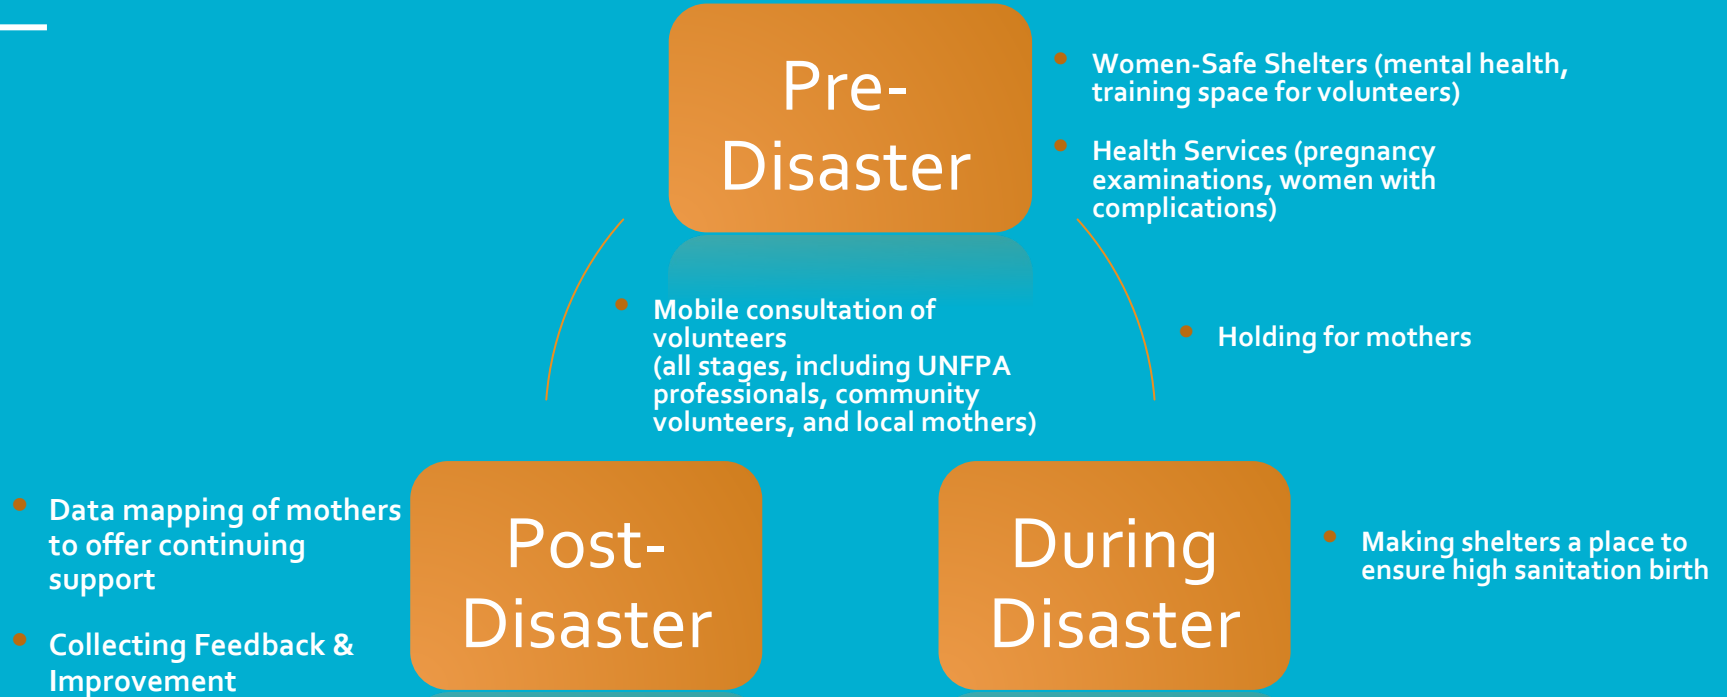 Pre-
Disaster
Women-Safe Shelters (mental health,
training space for volunteers)
Health Services (pregnancy
examinations, women with
complications)
Mobile consultation of
volunteers
(all stages, including UNFPA
professionals, community
volunteers, and local mothers)
Holding for mothers
Data mapping of mothers
to offer continuing
support
Collecting Feedback &
Improvement
Post-
Disaster
During
Disaster
Making shelters a place to
ensure high sanitation birth